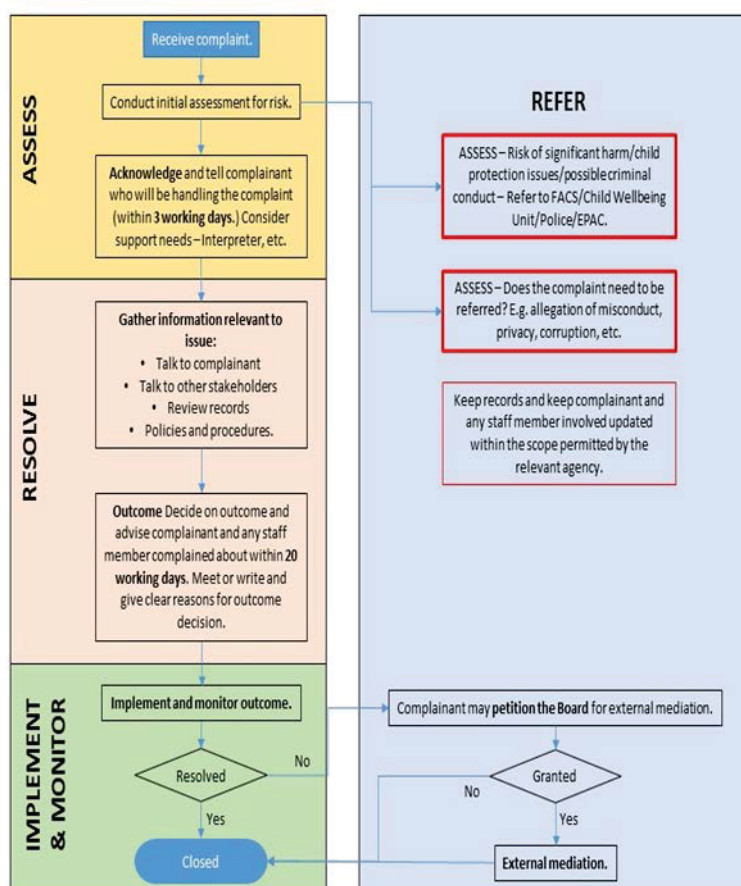 ASSESS
Receive complaint.
Conduct initial assessment for risk.
Acknowledge and tell complainant
who will be handling the complaint
(within 3 working days.) Consider
support needs – Interpreter, etc.
RESOLVE
Gather information relevant to
issue:
• Talk to complainant
• Talk to other stakeholders
• Review records
• Policies and procedures.
Outcome Decide on outcome and
advise complainant and any staff
member complained about within 20
working days. Meet or write and
give clear reasons for outcome
decision.
IMPLEMENT
& MONITOR
Implement and monitor outcome.
Resolved
No
Yes
Closed
REFER
ASSESS – Risk of significant harm/child
protection issues/possible criminal
conduct – Refer to FACS/Child Wellbeing
Unit/Police/EPAC.
ASSESS – Does the complaint need to be
referred? E.g. allegation of misconduct,
privacy, corruption, etc.
Keep records and keep complainant and
any staff member involved updated
within the scope permitted by the
relevant agency.
Complainant may petition the Board for external mediation.
Granted
No
Yes
External mediation.